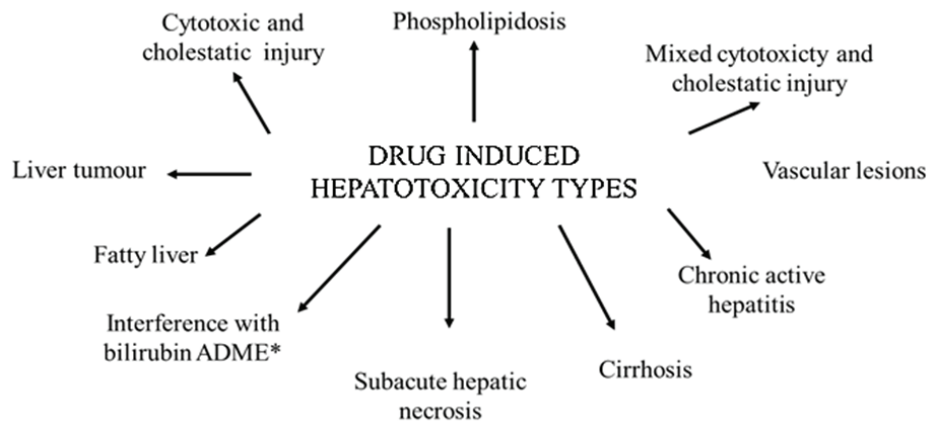 Cytotoxic and
cholestatic injury
Phospholipidosis
Mixed cytotoxicty and
cholestatic injury
DRUG INDUCED
HEPATOTOXICITY TYPES
Liver tumour
Vascular lesions
Fatty liver
Chronic active
hepatitis
Interference with
bilirubin ADME*
Subacute hepatic
necrosis
Cirrhosis